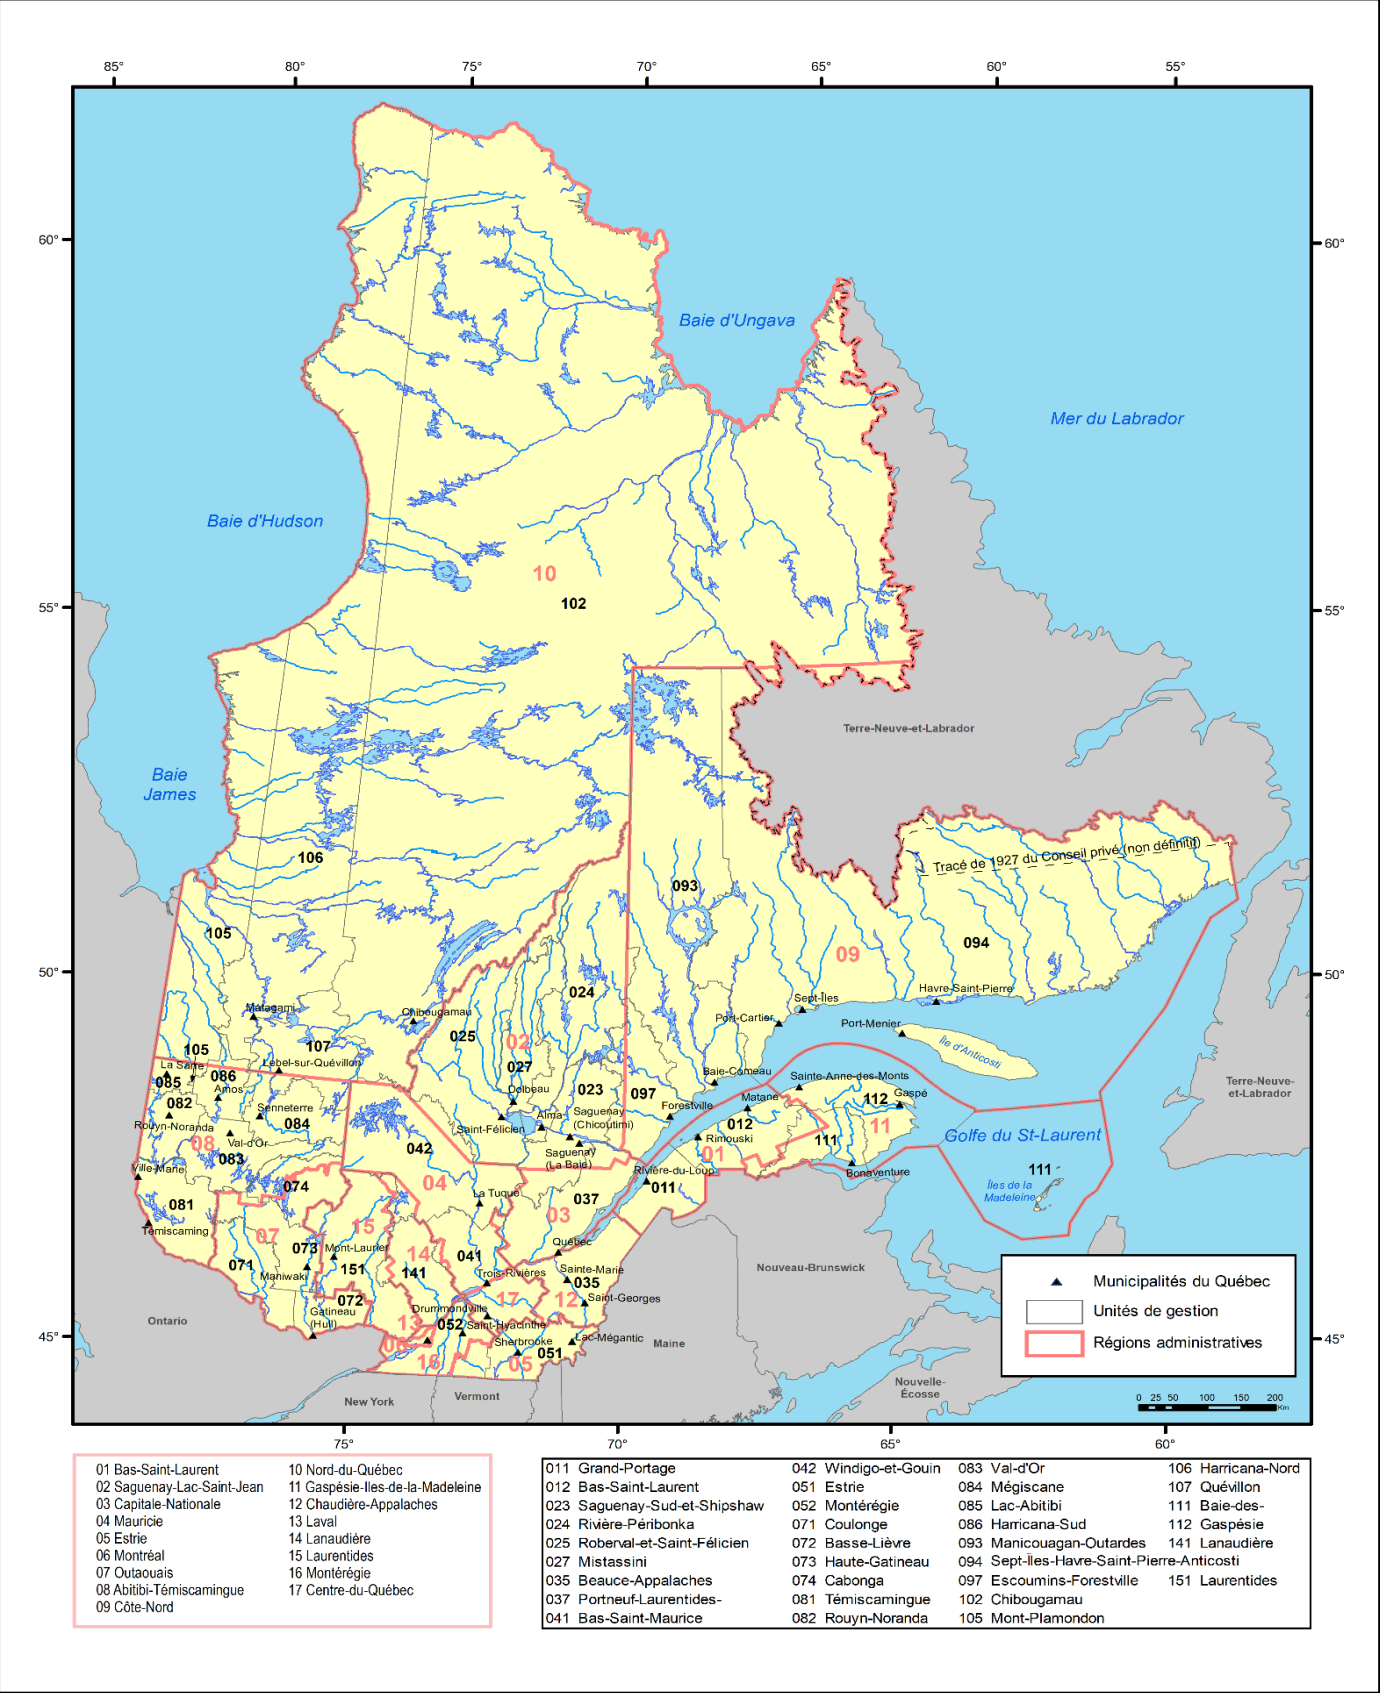 85° 80° 75° 70° 65° 60° 55°
60° 60°
Baie d'Ungava
Mer du Labrador
Baie d'Hudson
10
102
55° 55°
Terre-Neuve-et-Labrador
Baie
James
106
Tracé de 1927 du Conseil privé (non définitif)
093
105
094
09
50° 50°
024
Havre-Saint-Pierre
Sept-Îles
Matagami
Chibougamau
Port-Cartier
Port-Menier
025
02
Île d'Anticosti
107
105
Lebel-sur-Quévillon
La Sarre
027
085
086
Baie-Comeau
Sainte-Anne-des-Monts
Terre-Neuve-
et-Labrador
Amos
Dolbeau
023
097
Matane
112
Gaspé
082
Senneterre
Forestville
Alma
Saguenay
(Chicoutimi)
012
084
Rouyn-Noranda
Saint-Félicien
11
08
Val-d'Or
Rimouski
111
Golfe du St-Laurent
042
Saguenay
(La Baie)
01
083
Ville-Marie
Rivière-du-Loup
Bonaventure
111
04
074
011
Îles de la
Madeleine
La Tuque
037
081
03
15
Témiscaming
07
Québec
073
Mont-Laurier
14
041
071
151
141
Nouveau-Brunswick
Maniwaki
Trois-Rivières
Sainte-Marie
035
072
17
12
Saint-Georges
Gatineau
(Hull)
Drummondville
13
052
Saint-Hyacinthe
Ontario
45° 45°
06
Sherbrooke
Lac-Mégantic
051
Maine
16
05
Nouvelle-
Écosse
Vermont
New York
Municipalités du Québec
Unités de gestion
Régions administratives
0 25 50 100 150 200
Km
75° 70° 65° 60°
01 Bas-Saint-Laurent
02 Saguenay-Lac-Saint-Jean
03 Capitale-Nationale
04 Mauricie
05 Estrie
06 Montréal
07 Outaouais
08 Abitibi-Témiscamingue
09 Côte-Nord
10 Nord-du-Québec
11 Gaspésie-Iles-de-la-Madeleine
12 Chaudière-Appalaches
13 Laval
14 Lanaudière
15 Laurentides
16 Montérégie
17 Centre-du-Québec
011 Grand-Portage
012 Bas-Saint-Laurent
023 Saguenay-Sud-et-Shipshaw
024 Rivière-Péribonka
025 Roberval-et-Saint-Félicien
027 Mistassini
035 Beauce-Appalaches
037 Portneuf-Laurentides-
041 Bas-Saint-Maurice
042 Windigo-et-Gouin
051 Estrie
052 Montérégie
071 Coulonge
072 Basse-Lièvre
073 Haute-Gatineau
074 Cabonga
081 Témiscamingue
082 Rouyn-Noranda
083 Val-d'Or
084 Mégiscane
085 Lac-Abitibi
086 Harricana-Sud
093 Manicouagan-Outardes
094 Sept-Îles-Havre-Saint-Pierre-Anticosti
097 Escoumins-Forestville
102 Chibougamau
105 Mont-Plamondon
106 Harricana-Nord
107 Quévillon
111 Baie-des-
112 Gaspésie
141 Lanaudière
151 Laurentides